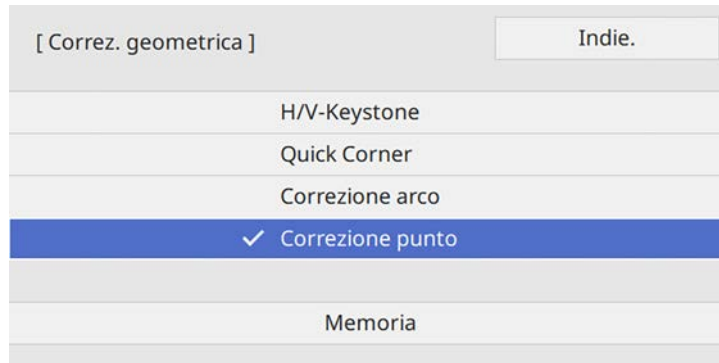 [ Correz. geometrica ] Indie.
H/V-Keystone
Quick Corner
Correzione arco
Correzione punto
Memoria